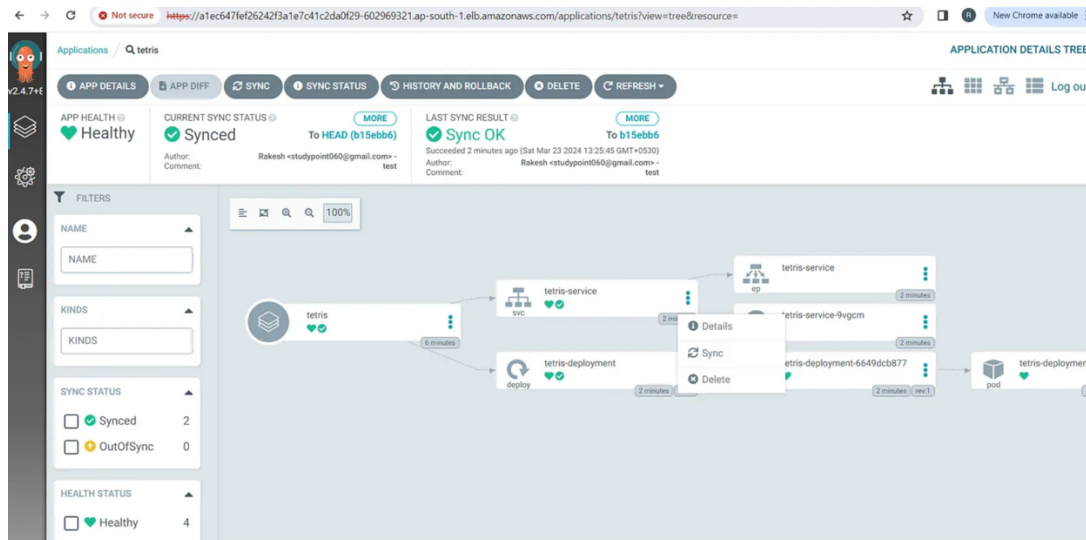 Not secure https://a1ec647fef26242f3a1e7c41c2da0f29-602969321.ap-south-1.elb.amazonaws.com/applications/tetris?view=tree&resource= R New Chrome available
Applications / tetris APPLICATION DETAILS TREE
v2.4.7+
APP DETAILS APP DIFF SYNC SYNC STATUS HISTORY AND ROLLBACK DELETE REFRESH Log ou
APP HEALTH CURRENT SYNC STATUS MORE LAST SYNC RESULT MORE
Healthy Synced To HEAD (b15ebb6) Sync OK To b15ebb6
Succeeded 2 minutes ago (Sat Mar 23 2024 13:25:45 GMT+0530)
Author: Rakesh <studypoint060@gmail.com> - Author: Rakesh <studypoint060@gmail.com> -
Comment: test Comment: test
FILTERS
NAME
NAME
KINDS
KINDS
SYNC STATUS
Synced 2
OutOfSync 0
HEALTH STATUS
Healthy 4
100%
tetris
6 minutes
tetris-service
svc
2 mi
tetris-deployment
deploy
2 minutes
Details
Sync
Delete
tetris-service
ep
2 minutes
tetris-service-9vgcm
2 minutes
tetris-deployment-6649dcb877
2 minutes rev:1
tetris-deploymen
pod